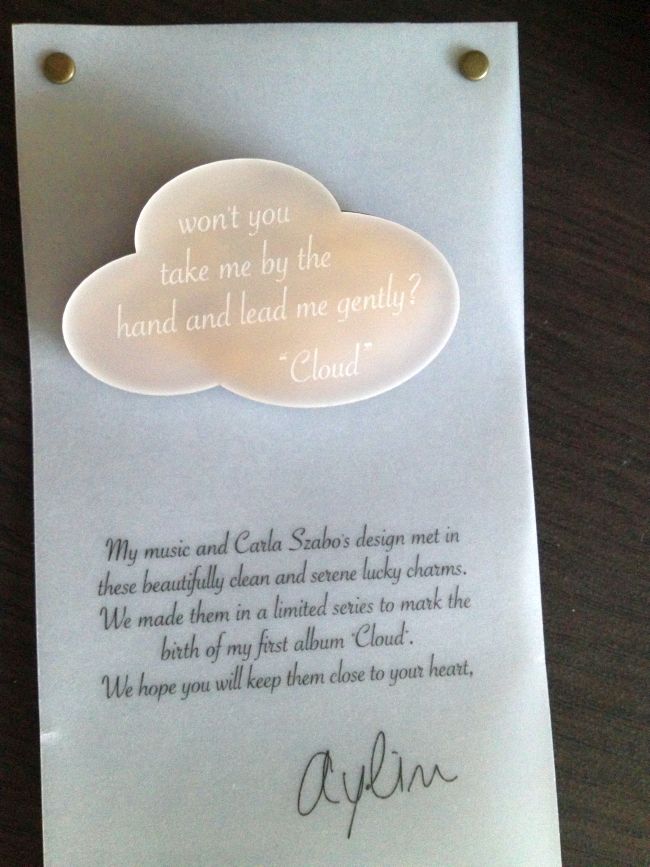 won't you
take me by the
hand and lead me gently?
“Cloud”
My music and Carla Szabo's design met in
these beautifully clean and serene lucky charms.
We made them in a limited series to mark the
birth of my first album "Cloud".
We hope you will keep them close to your heart,
Aylin